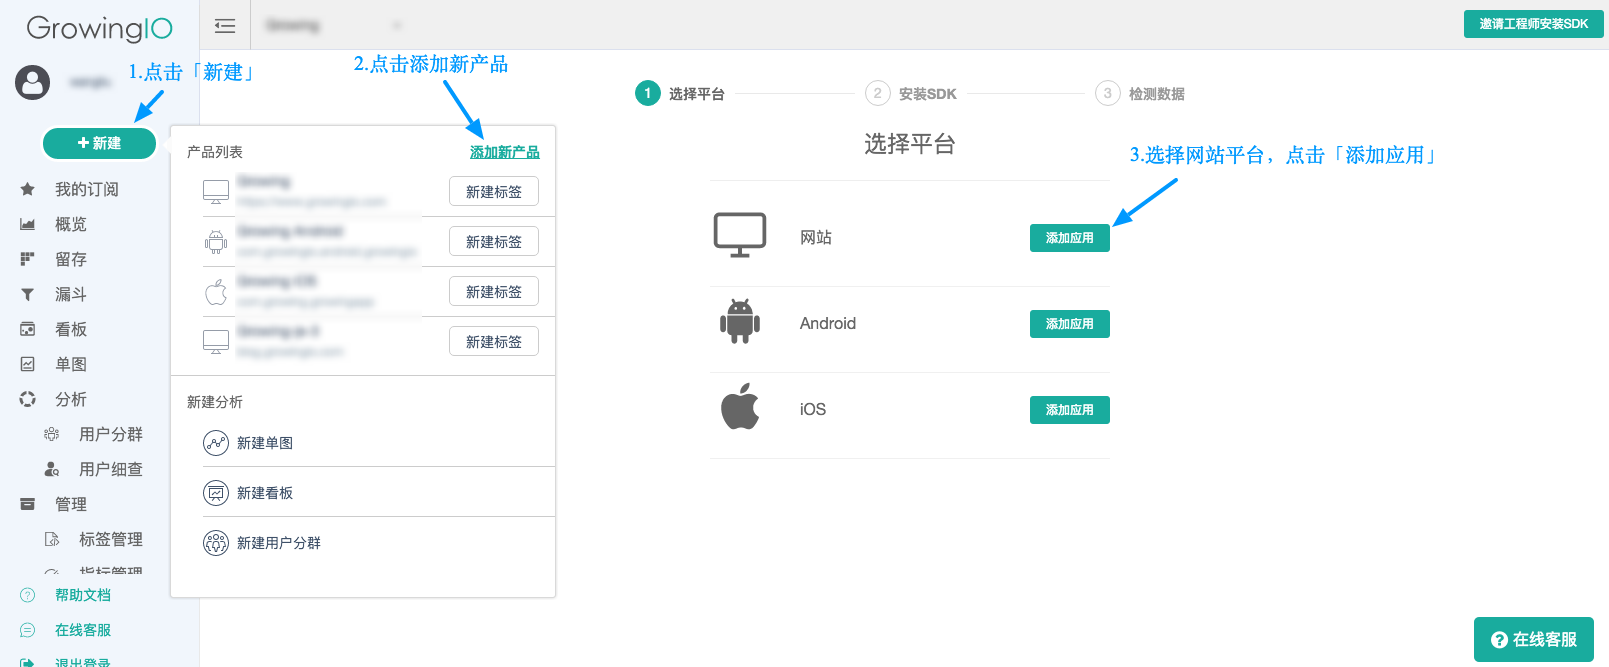 GrowingIO
邀请工程师安装SDK
1.点击「新建」
2.点击添加新产品
+ 新建
我的订阅
概览
留存
漏斗
看板
单图
分析
用户分群
用户细查
管理
标签管理
指标管理
帮助文档
在线客服
退出登录
产品列表
添加新产品
新建标签
新建标签
新建标签
新建标签
新建分析
新建单图
新建看板
新建用户分群
1 选择平台
2 安装SDK
3 检测数据
选择平台
3.选择网站平台，点击「添加应用」
网站
添加应用
Android
添加应用
iOS
添加应用
? 在线客服